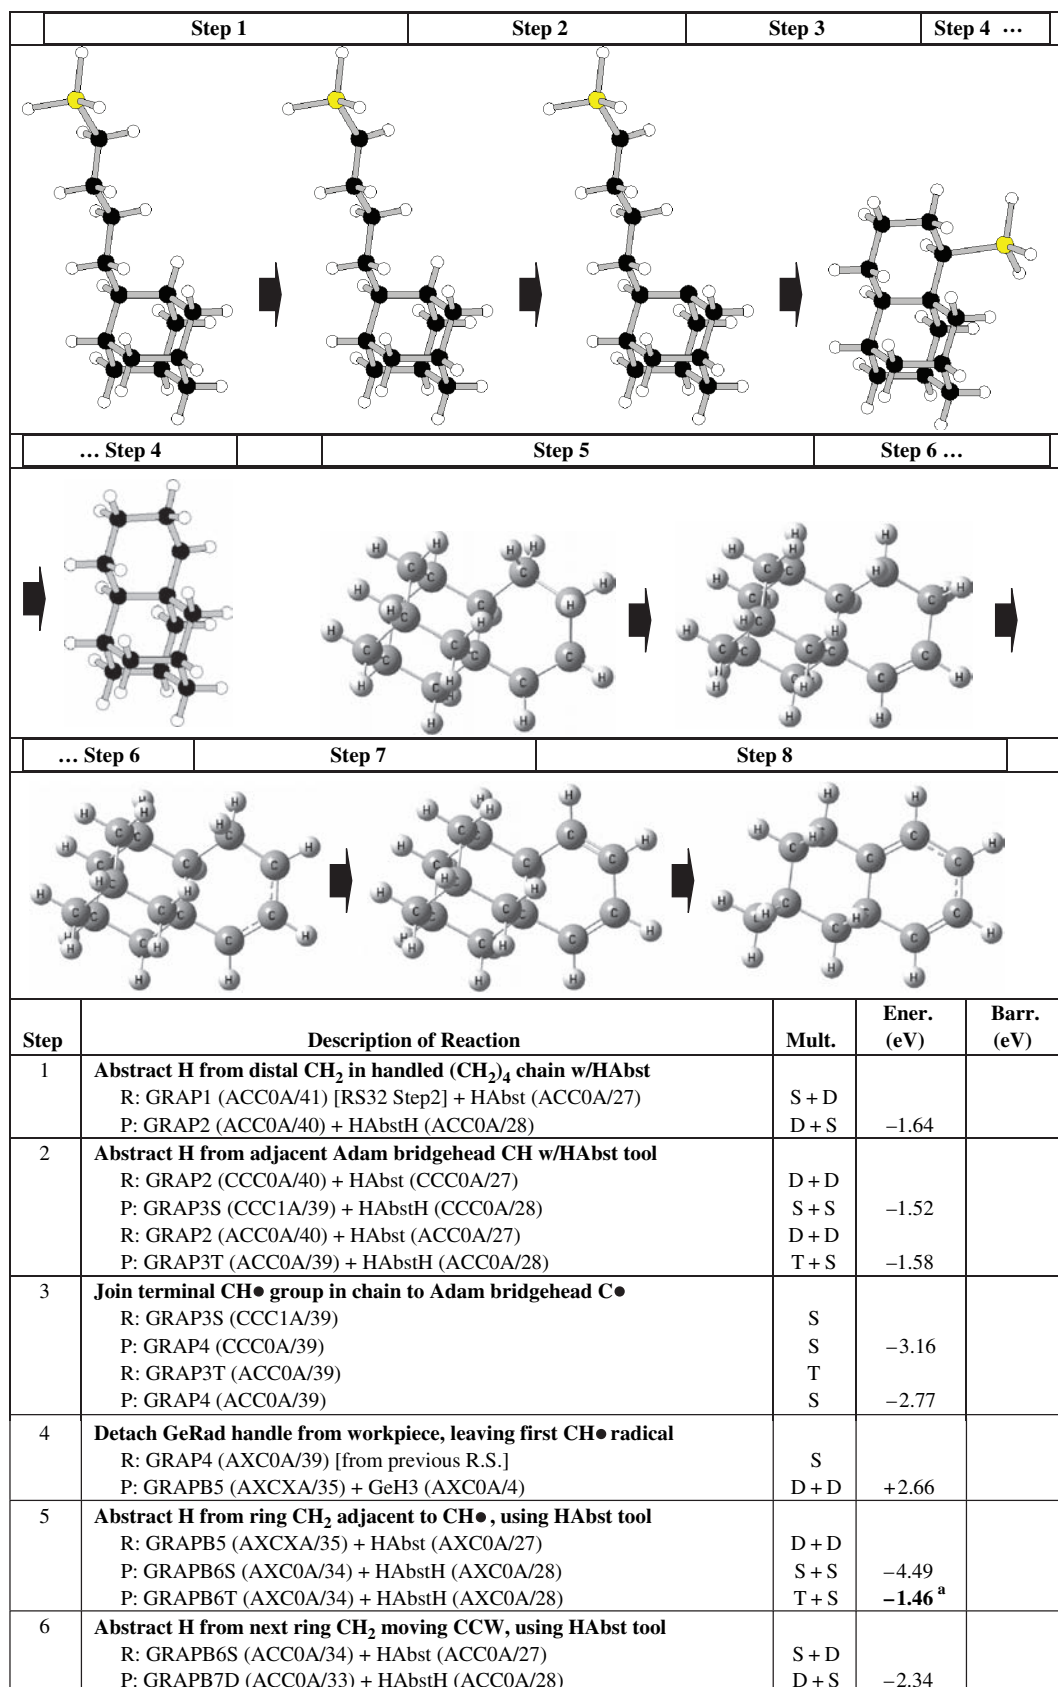 Step 1 Step 2 Step 3 Step 4 …
… Step 4 Step 5 Step 6 …
… Step 6 Step 7 Step 8
Ener. Barr.
Step Description of Reaction Mult. (eV) (eV)
1 Abstract H from distal CH₂ in handled (CH₂)₄ chain w/HAbst
R: GRAP1 (ACC0A/41) [RS32 Step2] + HAbst (ACC0A/27) S + D
P: GRAP2 (ACC0A/40) + HAbstH (ACC0A/28) D + S −1.64
2 Abstract H from adjacent Adam bridgehead CH w/HAbst tool
R: GRAP2 (CCC0A/40) + HAbst (CCC0A/27) D + D
P: GRAP3S (CCC1A/39) + HAbstH (CCC0A/28) S + S −1.52
R: GRAP2 (ACC0A/40) + HAbst (ACC0A/27) D + D
P: GRAP3T (ACC0A/39) + HAbstH (ACC0A/28) T + S −1.58
3 Join terminal CH● group in chain to Adam bridgehead C●
R: GRAP3S (CCC1A/39) S
P: GRAP4 (CCC0A/39) S −3.16
R: GRAP3T (ACC0A/39) T
P: GRAP4 (ACC0A/39) S −2.77
4 Detach GeRad handle from workpiece, leaving first CH● radical
R: GRAP4 (AXC0A/39) [from previous R.S.] S
P: GRAPB5 (AXCXA/35) + GeH3 (AXC0A/4) D + D +2.66
5 Abstract H from ring CH₂ adjacent to CH●, using HAbst tool
R: GRAPB5 (AXCXA/35) + HAbst (AXC0A/27) D + D
P: GRAPB6S (AXC0A/34) + HAbstH (AXC0A/28) S + S −4.49
P: GRAPB6T (AXC0A/34) + HAbstH (AXC0A/28) T + S −1.46 ᵃ
6 Abstract H from next ring CH₂ moving CCW, using HAbst tool
R: GRAPB6S (ACC0A/34) + HAbst (ACC0A/27) S + D
P: GRAPB7D (ACC0A/33) + HAbstH (ACC0A/28) D + S −2.34